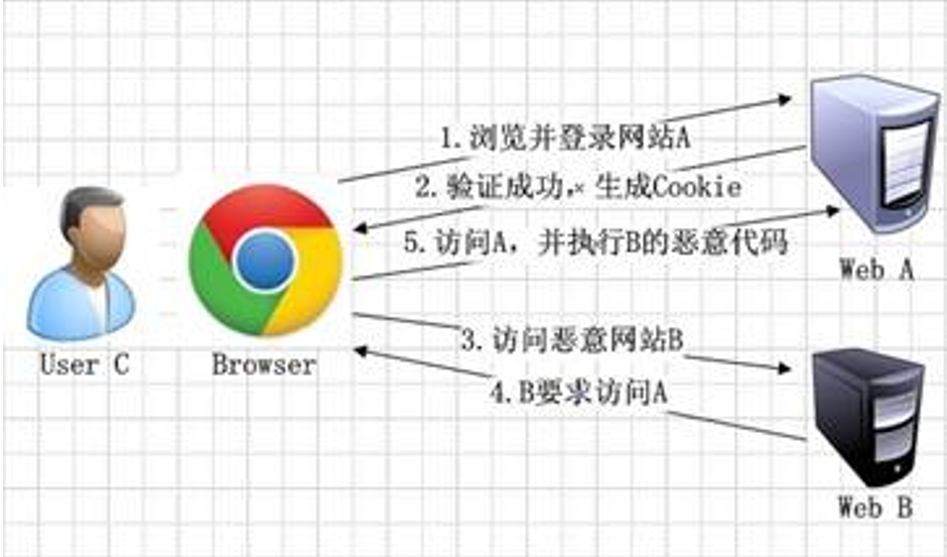 1.浏览并登录网站A
2.验证成功,× 生成Cookie
5.访问A，并执行B的恶意代码
Web A
3.访问恶意网站B
User C
Browser
4.B要求访问A
Web B